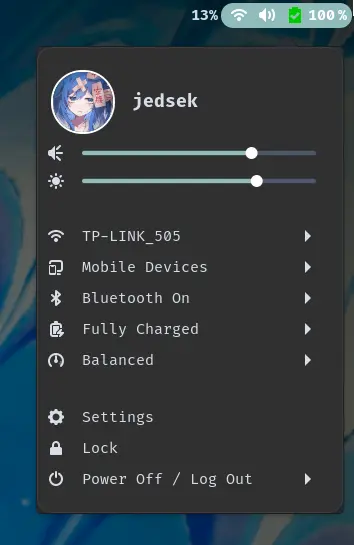 13% 100%
jedsek
TP-LINK_505
Mobile Devices
Bluetooth On
Fully Charged
Balanced
Settings
Lock
Power Off / Log Out